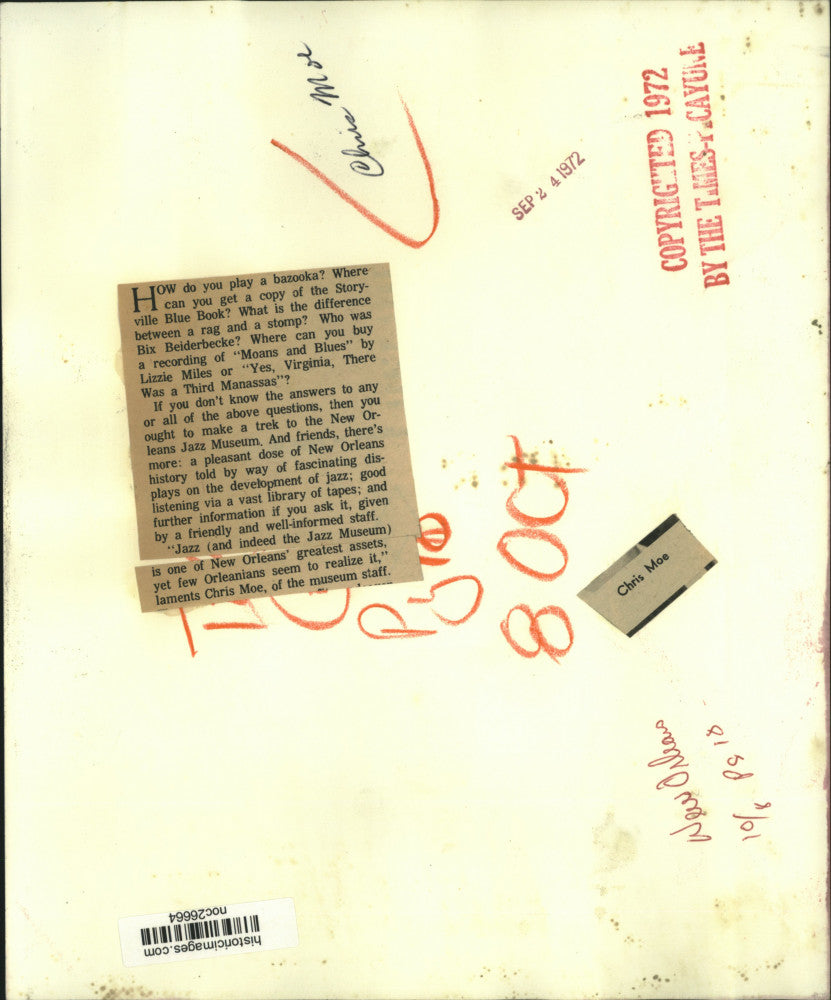 Chris Moe
SEP 24 1972
COPYRIGHTED 1972
BY THE TIMES-PICAYUNE
HOW do you play a bazooka? Where
can you get a copy of the Story-
ville Blue Book? What is the difference
between a rag and a stomp? Who was
Bix Beiderbecke? Where can you buy
a recording of "Moans and Blues" by
Lizzie Miles or "Yes, Virginia, There
Was a Third Manassas"?
If you don't know the answers to any
or all of the above questions, then you
ought to make a trek to the New Or-
leans Jazz Museum. And friends, there's
more: a pleasant dose of New Orleans
history told by way of fascinating dis-
plays on the development of jazz; good
listening via a vast library of tapes; and
further information if you ask it, given
by a friendly and well-informed staff.
"Jazz (and indeed the Jazz Museum)
is one of New Orleans' greatest assets,
yet few Orleanians seem to realize it,"
laments Chris Moe, of the museum staff.
8 Oct
Chris Moe
New Orleans
10/8 Pg 18
historicimages.com
noc26664